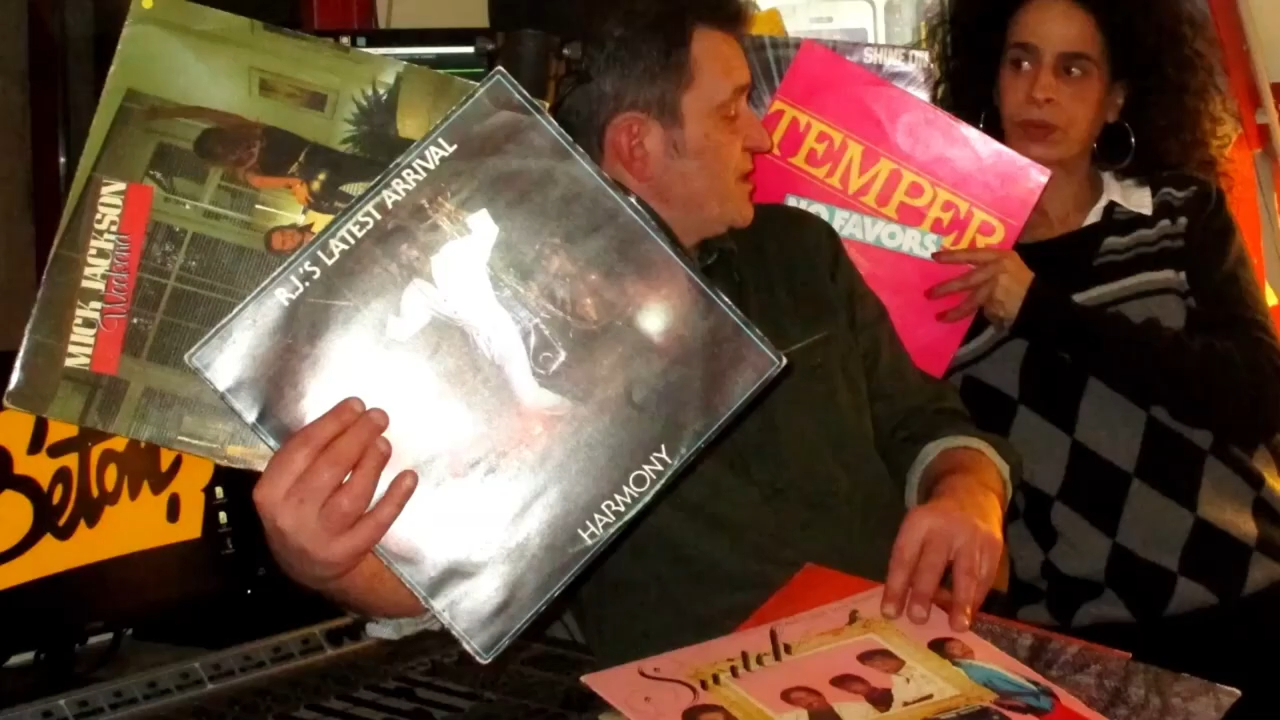 MICK JACKSON
Weekend
R.J.'S LATEST ARRIVAL
HARMONY
SHINE ON
TEMPER
NO FAVORS
Béton,
Switch